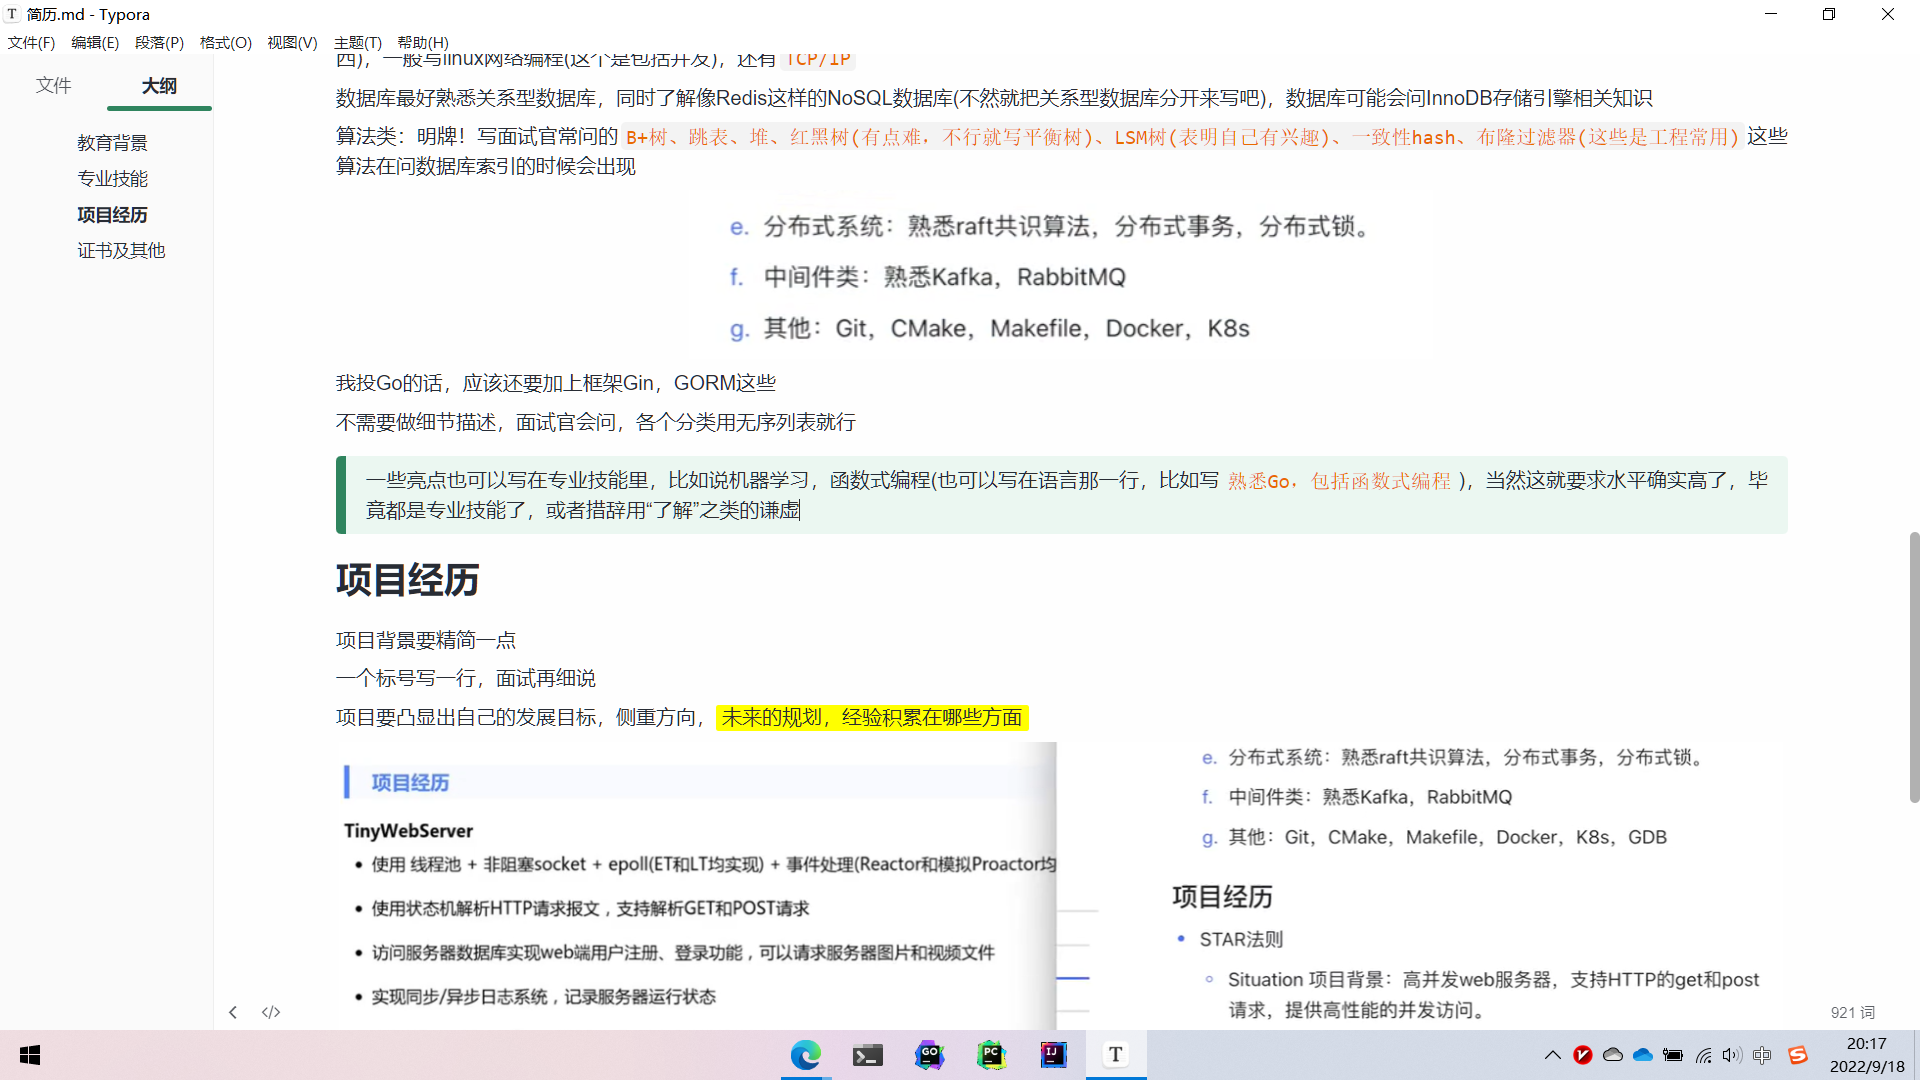 简历.md - Typora
文件(F) 编辑(E) 段落(P) 格式(O) 视图(V) 主题(T) 帮助(H)
文件 大纲
教育背景
专业技能
项目经历
证书及其他
四)，一般写linux网络编程(这个是包括并发)，还有 TCP/IP
数据库最好熟悉关系型数据库，同时了解像Redis这样的NoSQL数据库(不然就把关系型数据库分开来写吧)，数据库可能会问InnoDB存储引擎相关知识
算法类：明牌！写面试官常问的 B+树、跳表、堆、红黑树(有点难，不行就写平衡树)、LSM树(表明自己有兴趣)、一致性hash、布隆过滤器(这些是工程常用) 这些
算法在问数据库索引的时候会出现
e. 分布式系统：熟悉raft共识算法，分布式事务，分布式锁。
f. 中间件类：熟悉Kafka，RabbitMQ
g. 其他：Git，CMake，Makefile，Docker，K8s
我投Go的话，应该还要加上框架Gin，GORM这些
不需要做细节描述，面试官会问，各个分类用无序列表就行
一些亮点也可以写在专业技能里，比如说机器学习，函数式编程(也可以写在语言那一行，比如写 熟悉Go，包括函数式编程 )，当然这就要求水平确实高了，毕
竟都是专业技能了，或者措辞用“了解”之类的谦虚
项目经历
项目背景要精简一点
一个标号写一行，面试再细说
项目要凸显出自己的发展目标，侧重方向，未来的规划，经验积累在哪些方面
项目经历
TinyWebServer
• 使用 线程池 + 非阻塞socket + epoll(ET和LT均实现) + 事件处理(Reactor和模拟Proactor均
• 使用状态机解析HTTP请求报文，支持解析GET和POST请求
• 访问服务器数据库实现web端用户注册、登录功能，可以请求服务器图片和视频文件
• 实现同步/异步日志系统，记录服务器运行状态
e. 分布式系统：熟悉raft共识算法，分布式事务，分布式锁。
f. 中间件类：熟悉Kafka，RabbitMQ
g. 其他：Git，CMake，Makefile，Docker，K8s，GDB
项目经历
• STAR法则
◦ Situation 项目背景：高并发web服务器，支持HTTP的get和post
请求，提供高性能的并发访问。
921 词
GO
PC
IJ
T
中
20:17
2022/9/18